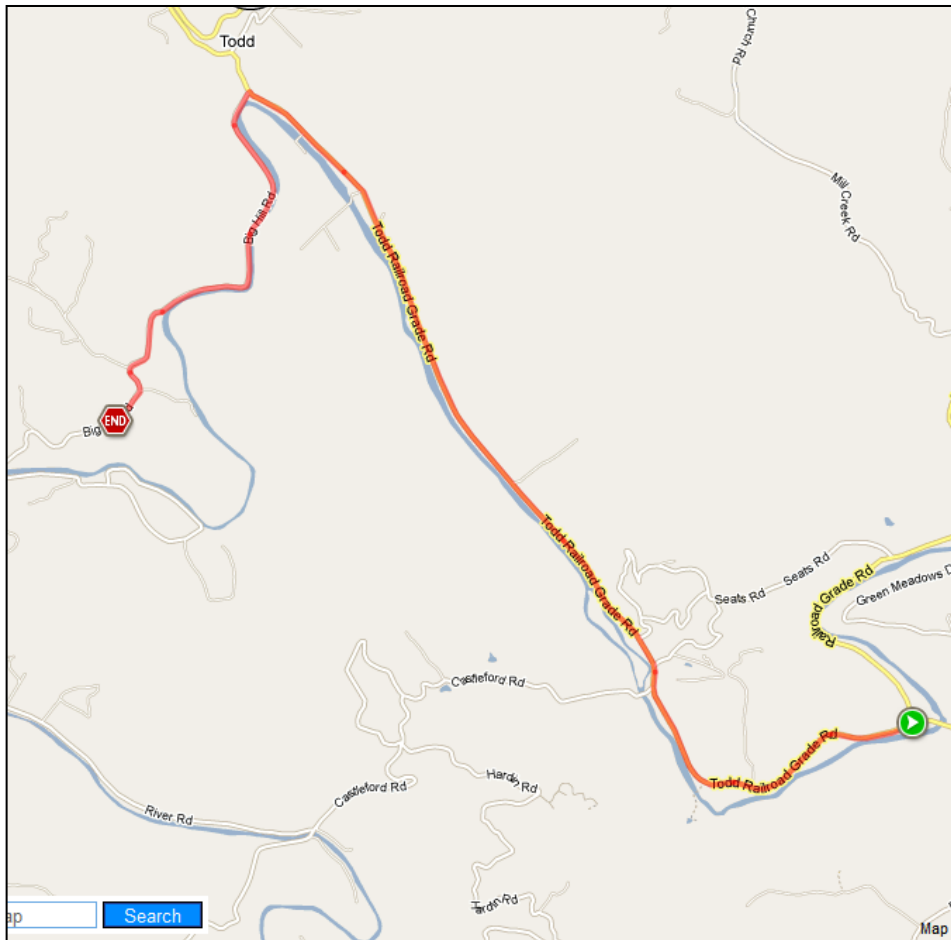 Todd
Church Rd
Mill Creek Rd
Big Hill Rd
Todd Railroad Grade Rd
END
Big
Todd Railroad Grade Rd
Seats Rd
Seats Rd
Railroad Grade Rd
Green Meadows D
Castleford Rd
Todd Railroad Grade Rd
Hardin Rd
Castleford Rd
River Rd
Hardin Rd
ap
Search
Map